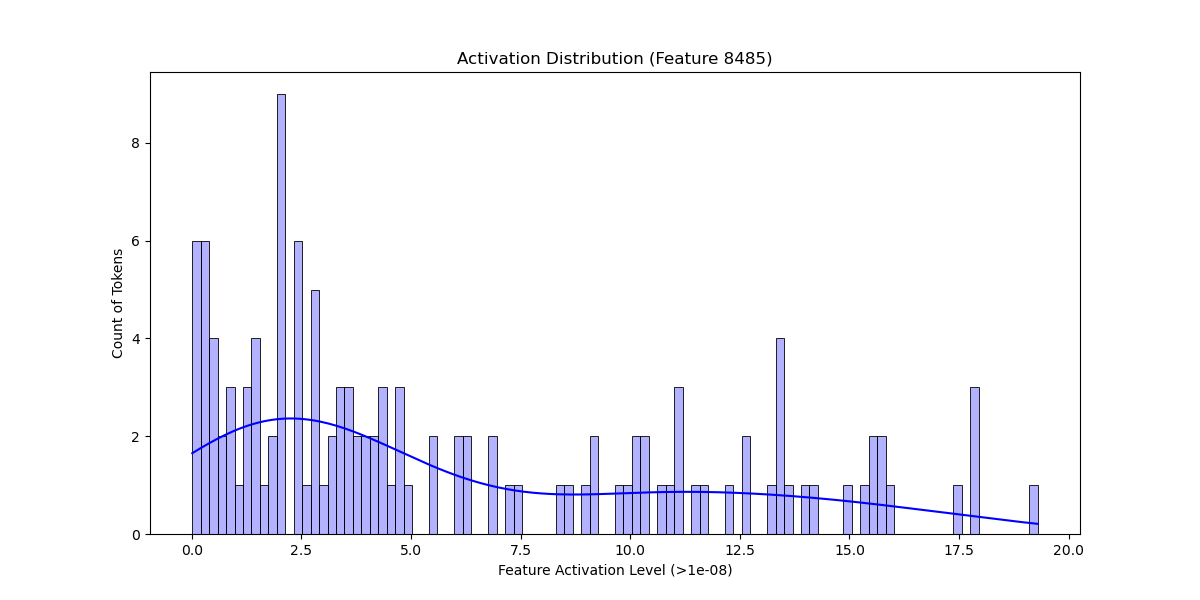 Activation Distribution (Feature 8485)
Count of Tokens
8
6
4
2
0
0.0 2.5 5.0 7.5 10.0 12.5 15.0 17.5 20.0
Feature Activation Level (>1e-08)